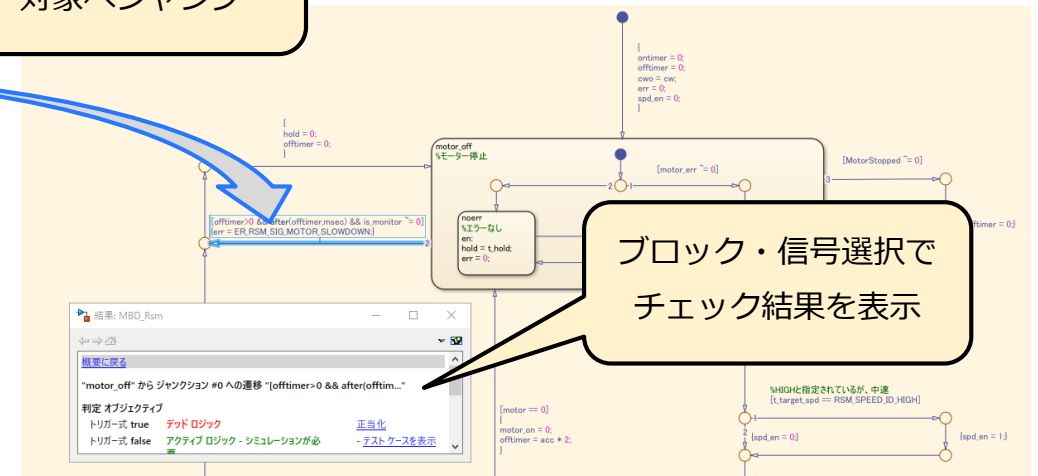 対象へジャンプ
{
ontimer = 0;
offtimer = 0;
cwo = cw;
err = 0;
spd_en = 0;
}
{
hold = 0;
offtimer = 0;
}
motor_off
%モーター停止
[motor_err ~= 0]
[MotorStopped ~= 0]
3
2
1
[offtimer>0 && after(offtimer,msec) && is_monitor ~= 0]
{err = ER_RSM_SIG_MOTOR_SLOWDOWN;}
2
noerr
%エラーなし
en:
hold = t_hold;
err = 0;
ftimer = 0;}
ブロック・信号選択で
チェック結果を表示
結果: MBD_Rsm
概要に戻る
"motor_off" から ジャンクション #0 への遷移 "[offtimer>0 && after(offtim..."
判定 オブジェクティブ
トリガー式 true デッド ロジック 正当化
トリガー式 false アクティブ ロジック - シミュレーションが必 - テスト ケースを表示
[motor == 0]
{
motor_on = 0;
offtimer = acc * 2;
}
%HIGHと指定されているが、中速
[t_target_spd == RSM_SPEED_ID_HIGH]
1
2
{spd_en = 0;}
{spd_en = 1;}